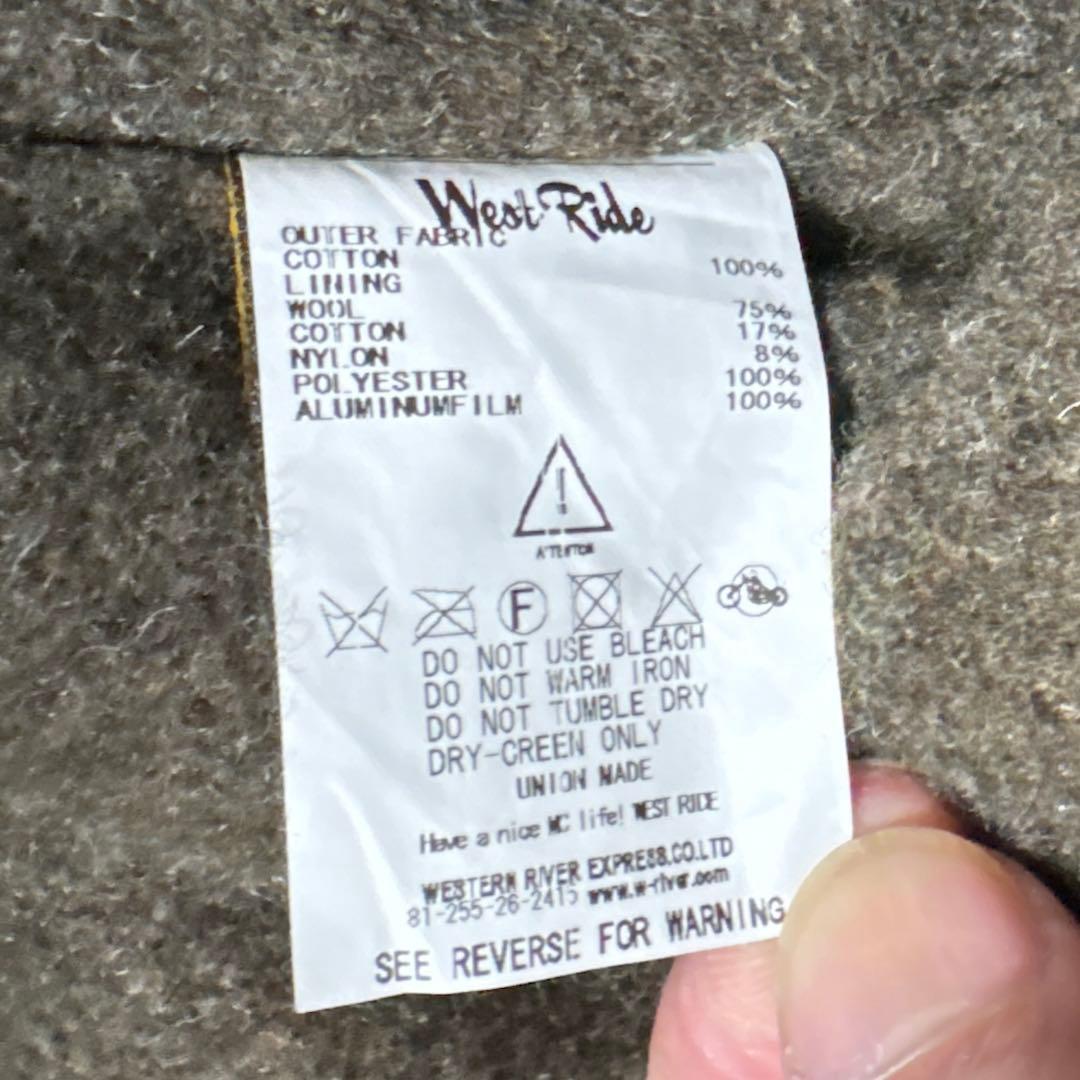 West Ride
OUTER FABRIC
COTTON 100%
LINING
WOOL 75%
COTTON 17%
NYLON 8%
POLYESTER 100%
ALUMINUMFILM 100%
ATTENTION
F
DO NOT USE BLEACH
DO NOT WARM IRON
DO NOT TUMBLE DRY
DRY-CREEN ONLY
UNION MADE
Have a nice MC life! WEST RIDE
WESTERN RIVER EXPRESS.CO.LTD
81-255-26-2415 www.w-river.com
SEE REVERSE FOR WARNING